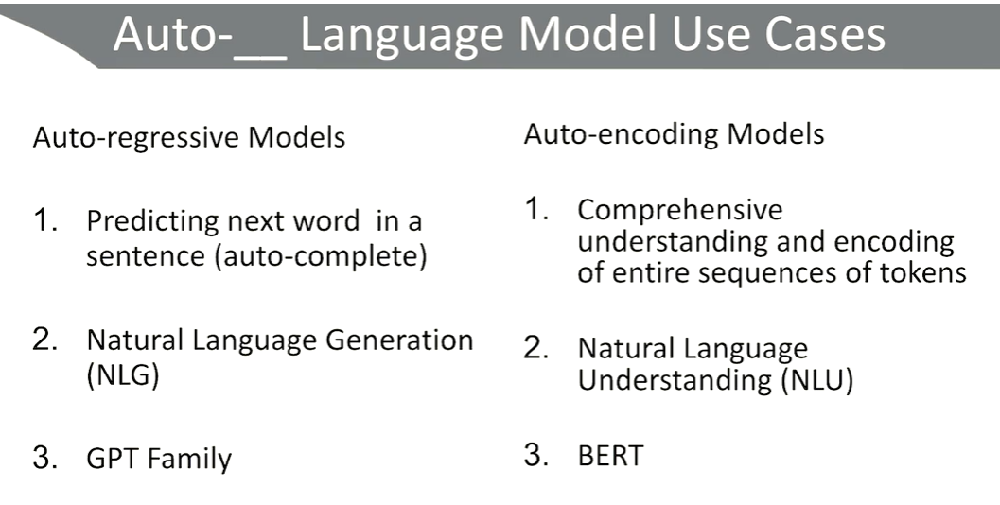 Auto-__ Language Model Use Cases
Auto-regressive Models
1. Predicting next word in a
sentence (auto-complete)
2. Natural Language Generation
(NLG)
3. GPT Family
Auto-encoding Models
1. Comprehensive
understanding and encoding
of entire sequences of tokens
2. Natural Language
Understanding (NLU)
3. BERT